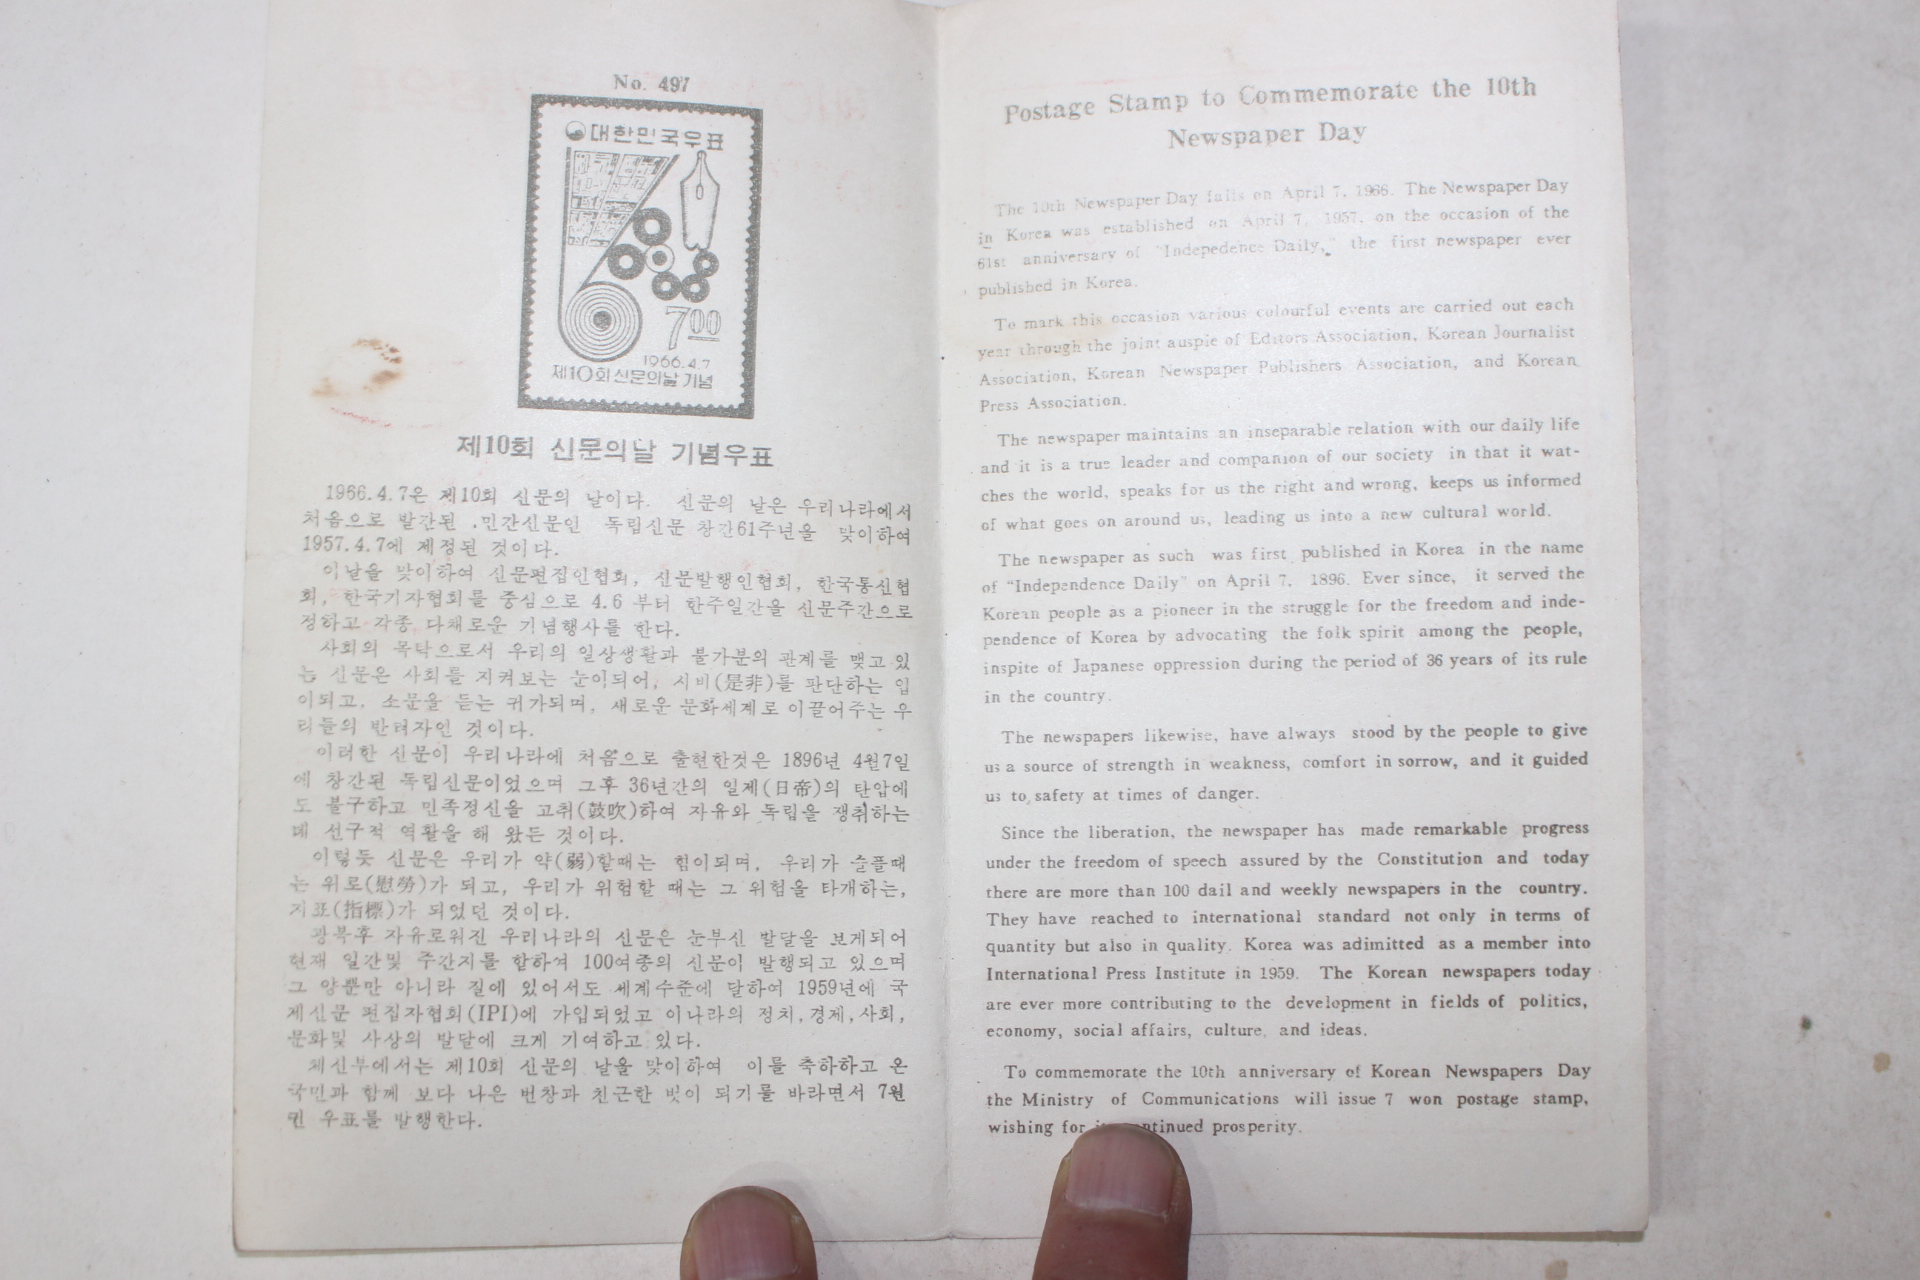 No. 497
대한민국우표
700
1966.4.7
제10회신문의날기념
제10회 신문의날 기념우표
1966.4.7은 제10회 신문의 날이다. 신문의 날은 우리나라에서
처음으로 발간된 .민간신문인 독립신문 창간61주년을 맞이하여
1957.4.7에 제정된 것이다.
이날을 맞이하여 신문편집인협회, 신문발행인협회, 한국통신협
회, 한국기자협회를 중심으로 4.6 부터 한주일간을 신문주간으로
정하고 각종 다채로운 기념행사를 한다.
사회의 목탁으로서 우리의 일상생활과 불가분의 관계를 맺고 있
는 신문은 사회를 지켜보는 눈이되어, 시비(是非)를 판단하는 입
이되고, 소문을 듣는 귀가되며, 새로운 문화세계로 이끌어주는 우
리들의 반려자인 것이다.
이러한 신문이 우리나라에 처음으로 출현한것은 1896년 4월7일
에 창간된 독립신문이었으며 그후 36년간의 일제(日帝)의 탄압에
도 불구하고 민족정신을 고취(鼓吹)하여 자유와 독립을 쟁취하는
데 선구적 역활을 해 왔든 것이다.
이렇듯 신문은 우리가 약(弱)할때는 힘이되며, 우리가 슬플때
는 위로(慰勞)가 되고, 우리가 위험할 때는 그 위험을 타개하는,
지표(指標)가 되었던 것이다.
광복후 자유로워진 우리나라의 신문은 눈부신 발달을 보게되어
현재 일간및 주간지를 합하여 100여종의 신문이 발행되고 있으며
그 양뿐만 아니라 질에 있어서도 세계수준에 달하여 1959년에 국
제신문 편집자협회(IPI)에 가입되었고 이나라의 정치,경제,사회,
문화및 사상의 발달에 크게 기여하고 있다.
체신부에서는 제10회 신문의 날을 맞이하여 이를 축하하고 온
국민과 함께 보다 나은 번창과 친근한 벗이 되기를 바라면서 7원
권 우표를 발행한다.
Postage Stamp to Commemorate the 10th
Newspaper Day
The 10th Newspaper Day falls on April 7, 1966. The Newspaper Day
in Korea was established on April 7, 1957, on the occasion of the
61st anniversary of "Indepedence Daily," the first newspaper ever
published in Korea.
To mark this occasion various colourful events are carried out each
year through the joint auspie of Editors Association, Korean Journalist
Association, Korean Newspaper Publishers Association, and Korean
Press Association.
The newspaper maintains an inseparable relation with our daily life
and it is a true leader and companion of our society in that it wat-
ches the world, speaks for us the right and wrong, keeps us informed
of what goes on around us, leading us into a new cultural world.
The newspaper as such was first published in Korea in the name
of "Independence Daily" on April 7, 1896. Ever since, it served the
Korean people as a pioneer in the struggle for the freedom and inde-
pendence of Korea by advocating the folk spirit among the people,
inspite of Japanese oppression during the period of 36 years of its rule
in the country.
The newspapers likewise, have always stood by the people to give
us a source of strength in weakness, comfort in sorrow, and it guided
us to safety at times of danger.
Since the liberation, the newspaper has made remarkable progress
under the freedom of speech assured by the Constitution and today
there are more than 100 dail and weekly newspapers in the country.
They have reached to international standard not only in terms of
quantity but also in quality. Korea was adimitted as a member into
International Press Institute in 1959. The Korean newspapers today
are ever more contributing to the development in fields of politics,
economy, social affairs, culture, and ideas.
To commemorate the 10th anniversary of Korean Newspapers Day
the Ministry of Communications will issue 7 won postage stamp,
wishing for prosperity.